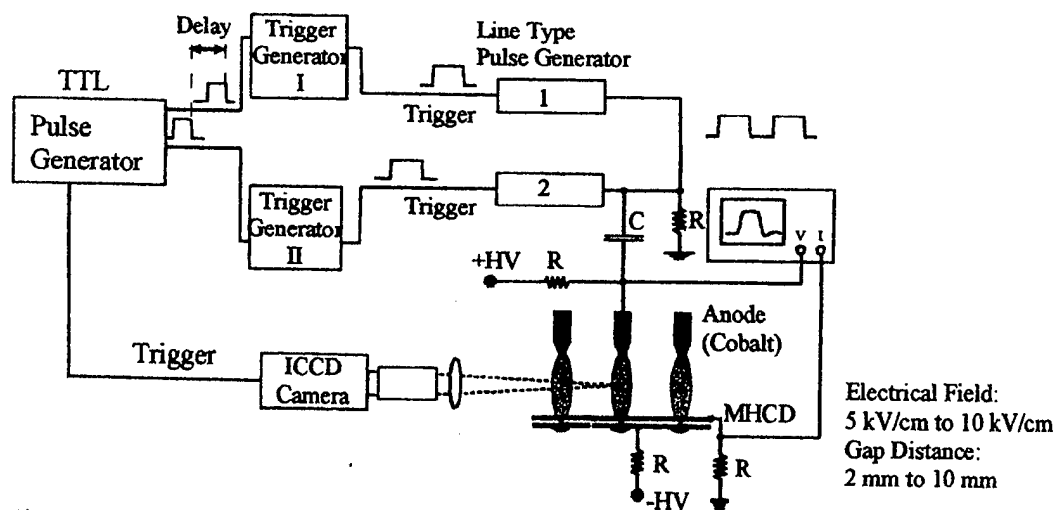 Delay
TTL
Pulse
Generator
Trigger
Generator
I
Trigger
Line Type
Pulse Generator
1
Trigger
Generator
II
Trigger
2
C
R
V I
+HV
R
Anode
(Cobalt)
Trigger
ICCD
Camera
MHCD
R
R
-HV
Electrical Field:
5 kV/cm to 10 kV/cm
Gap Distance:
2 mm to 10 mm